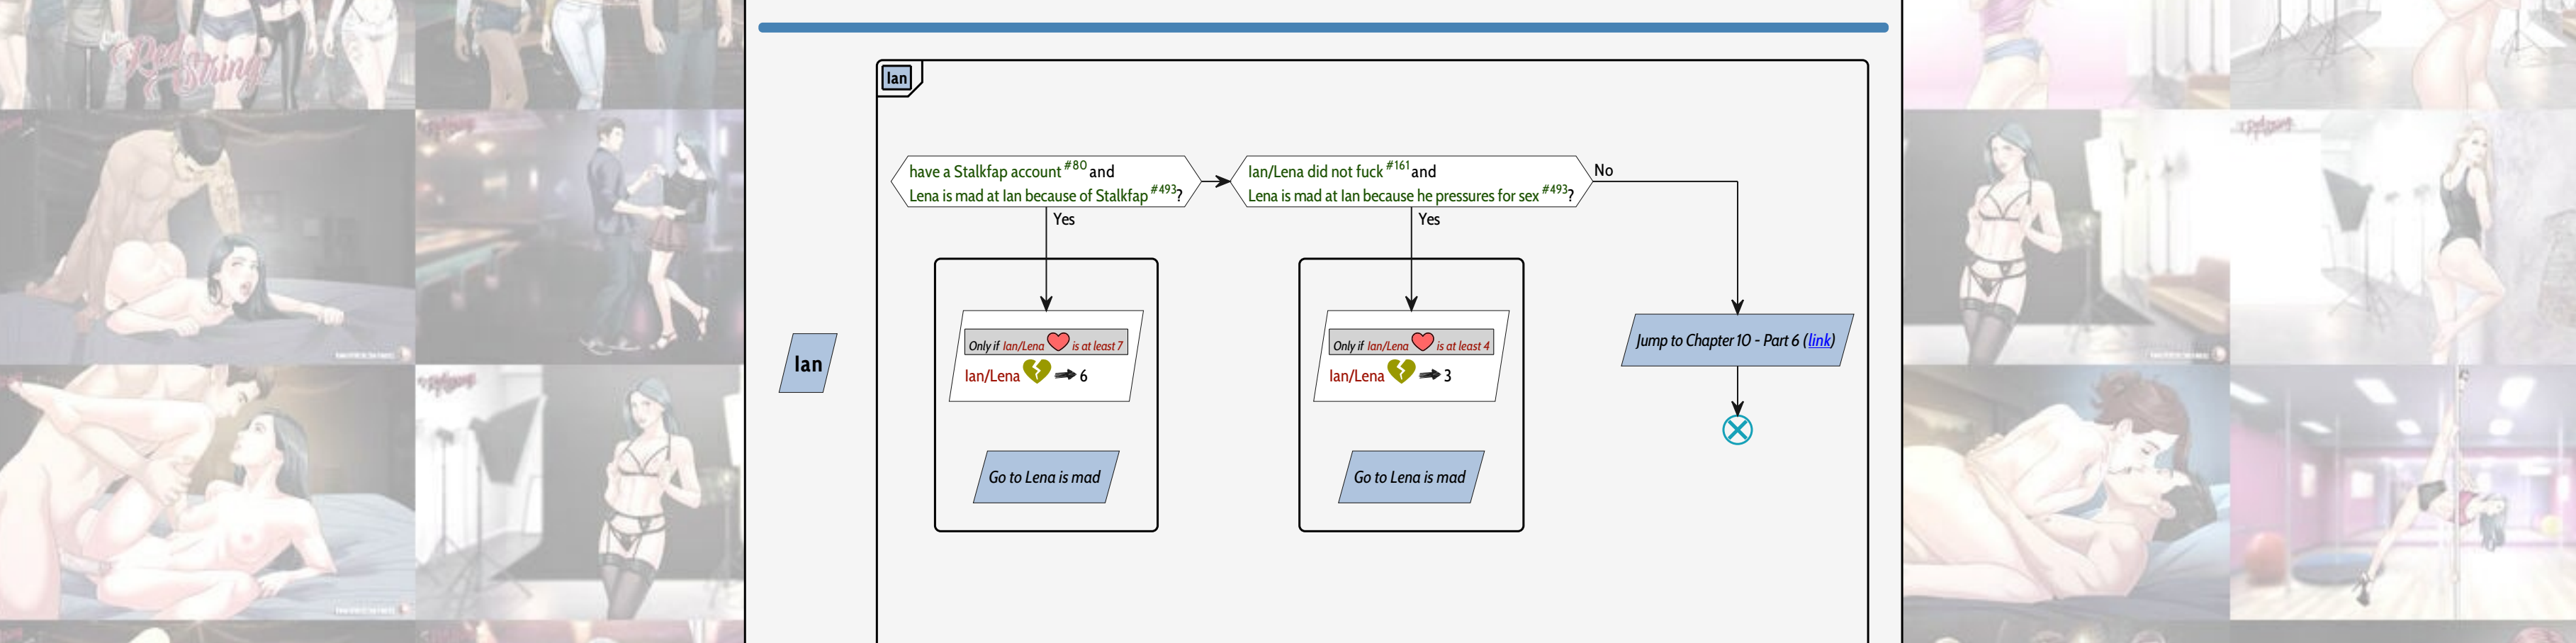 Red
String
Ian
have a Stalkfap account #80 and
Lena is mad at Ian because of Stalkfap #493?
Ian/Lena did not fuck #161 and
Lena is mad at Ian because he pressures for sex #493?
No
Yes
Yes
Only if Ian/Lena is at least 7
Ian/Lena 6
Only if Ian/Lena is at least 4
Ian/Lena 3
Jump to Chapter 10 - Part 6 (link)
Ian
Go to Lena is mad
Go to Lena is mad